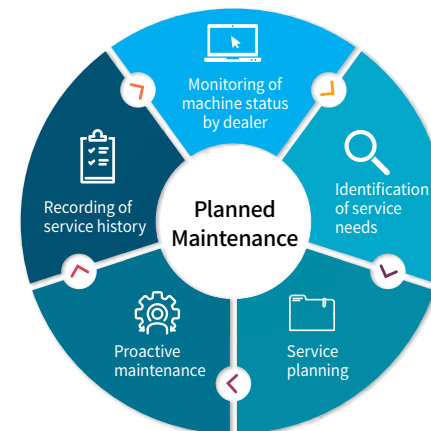 Monitoring of
machine status
by dealer
Identification
of service
needs
Service
planning
Proactive
maintenance
Recording of
service history
Planned
Maintenance